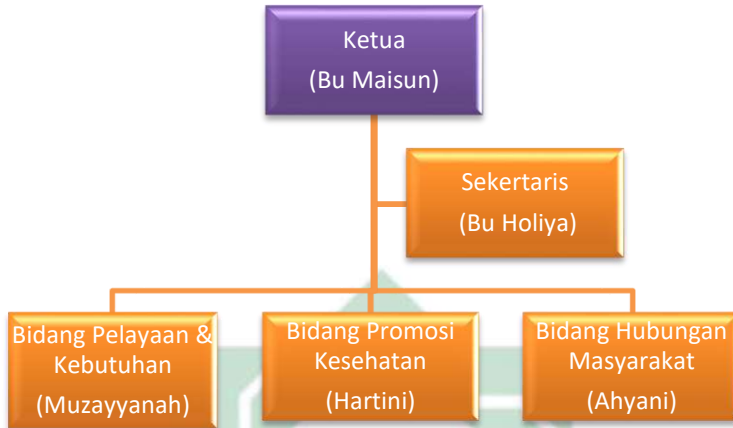 Ketua
(Bu Maisun)
Sekertaris
(Bu Holiya)
Bidang Pelayaan &
Kebutuhan
(Muzayyanah)
Bidang Promosi
Kesehatan
(Hartini)
Bidang Hubungan
Masyarakat
(Ahyani)